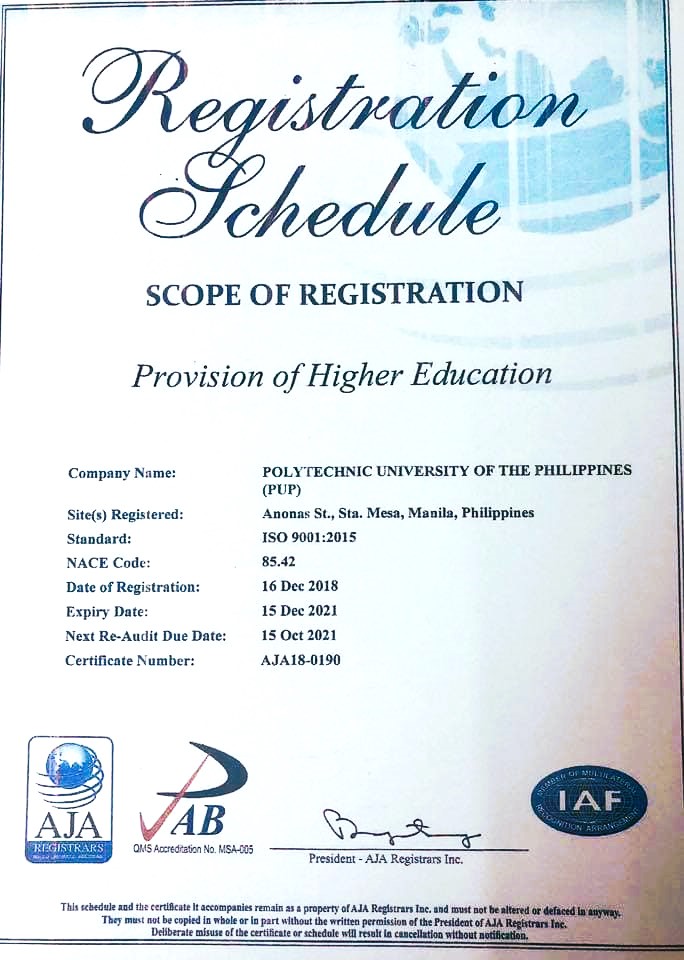 Registration
Schedule
SCOPE OF REGISTRATION
Provision of Higher Education
Company Name: POLYTECHNIC UNIVERSITY OF THE PHILIPPINES
(PUP)
Site(s) Registered: Anonas St., Sta. Mesa, Manila, Philippines
Standard: ISO 9001:2015
NACE Code: 85.42
Date of Registration: 16 Dec 2018
Expiry Date: 15 Dec 2021
Next Re-Audit Due Date: 15 Oct 2021
Certificate Number: AJA18-0190
AJA
REGISTRARS
PAB
QMS Accreditation No. MSA-005
President - AJA Registrars Inc.
MEMBER OF MULTILATERAL
IAF
RECOGNITION ARRANGEMENT
This schedule and the certificate it accompanies remain as a property of AJA Registrars Inc. and must not be altered or defaced in anyway.
They must not be copied in whole or in part without the written permission of the President of AJA Registrars Inc.
Deliberate misuse of the certificate or schedule will result in cancellation without notification.